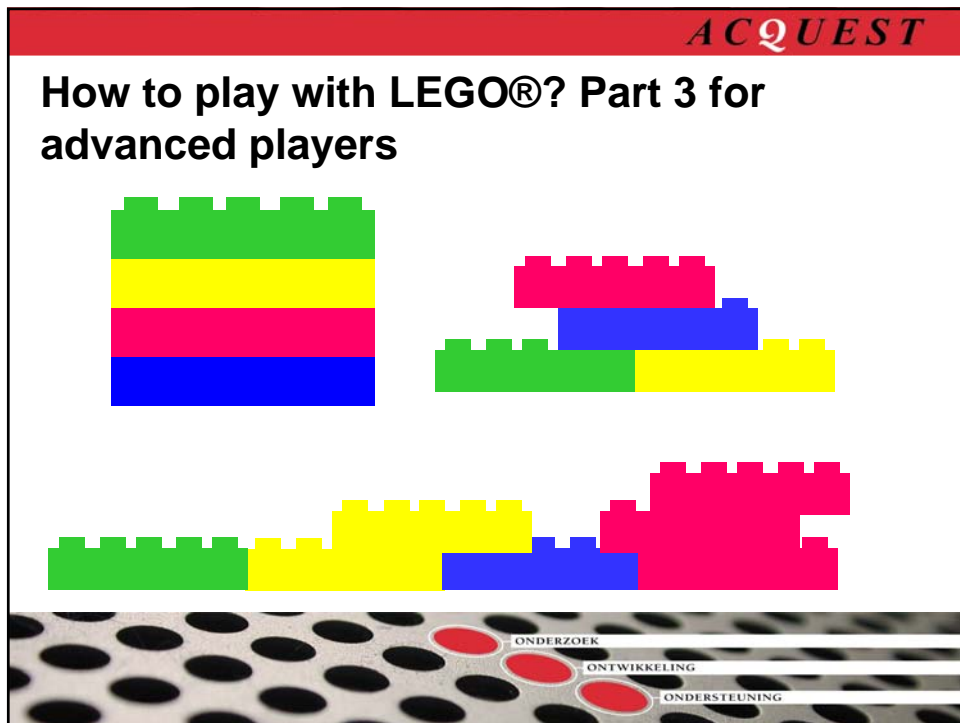 ACQUEST
How to play with LEGO®? Part 3 for
advanced players
ONDERZOEK
ONTWIKKELING
ONDERSTEUNING